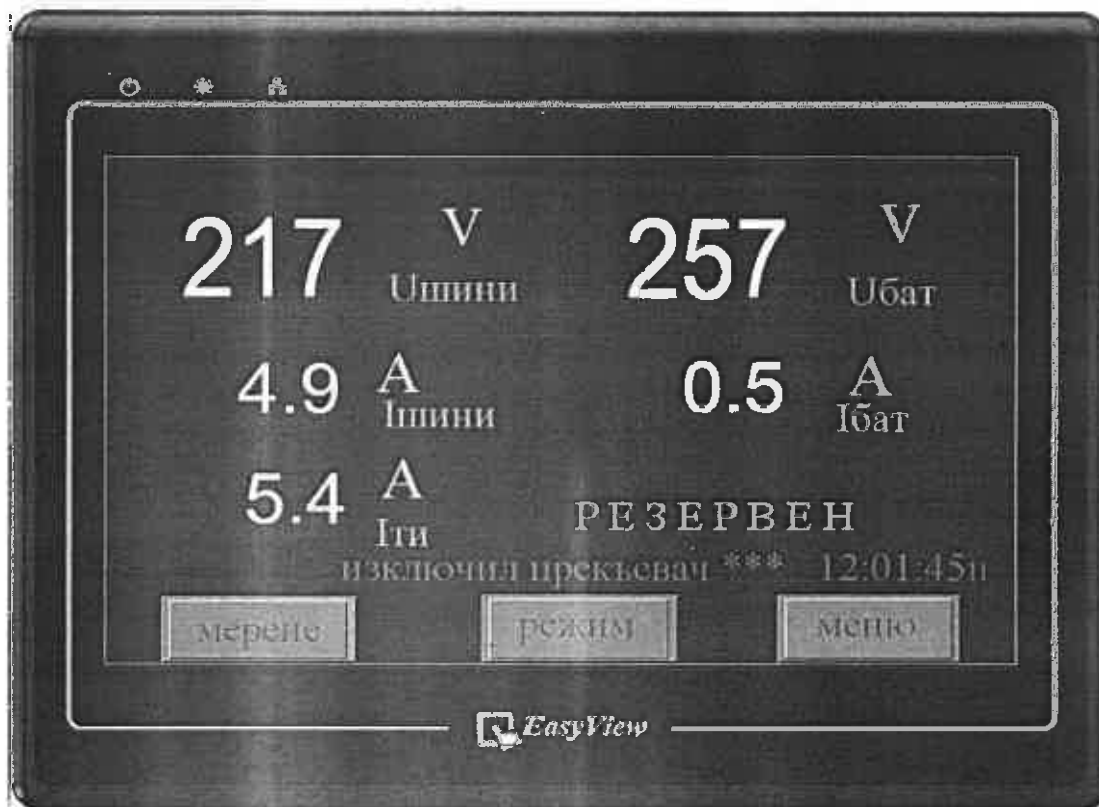 217 V Uшини 257 V Uбат
4.9 A Iшини 0.5 A Iбат
5.4 A Iти РЕЗЕРВЕН
изключил прекъсвач *** 12:01:45
мерене режим меню
EasyView